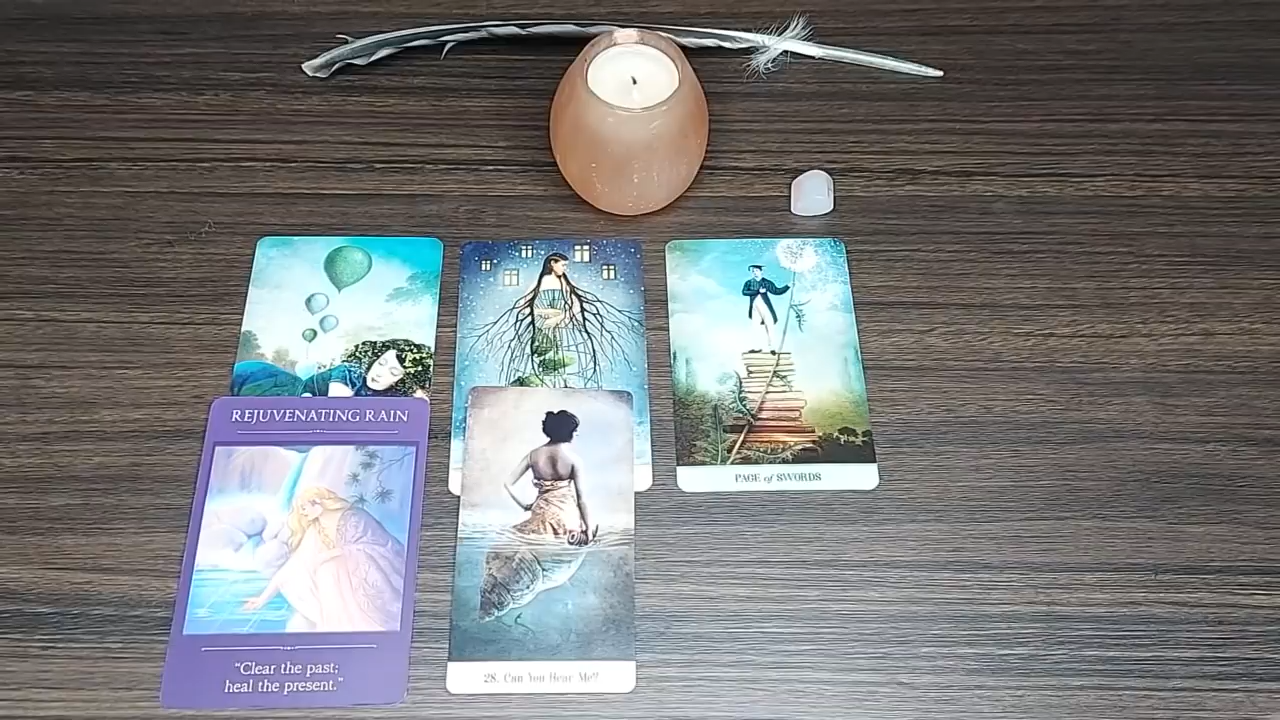 REJUVENATING RAIN
"Clear the past;
heal the present."
PAGE of SWORDS
28. Can You Hear Me?